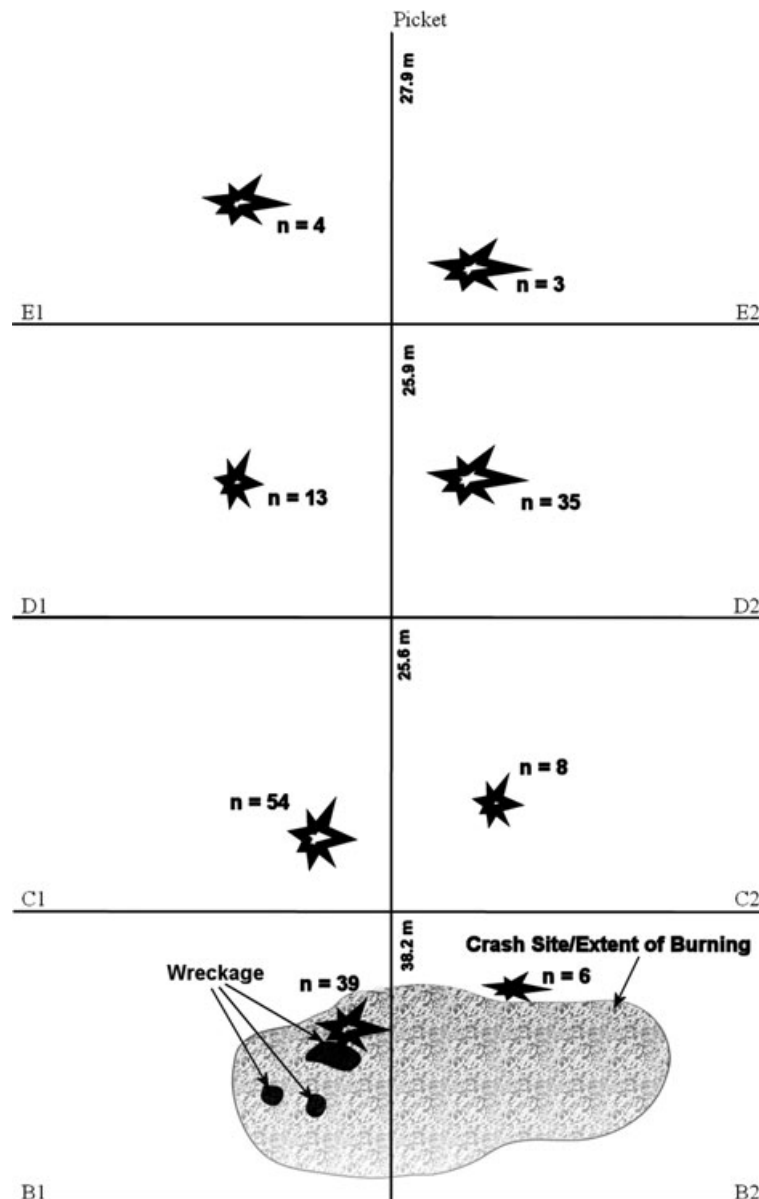 Picket
27.9 m
n = 4
n = 3
E1
E2
25.9 m
n = 13
n = 35
D1
D2
25.6 m
n = 8
n = 54
C1
C2
38.2 m
Crash Site/Extent of Burning
Wreckage
n = 39
n = 6
B1
B2